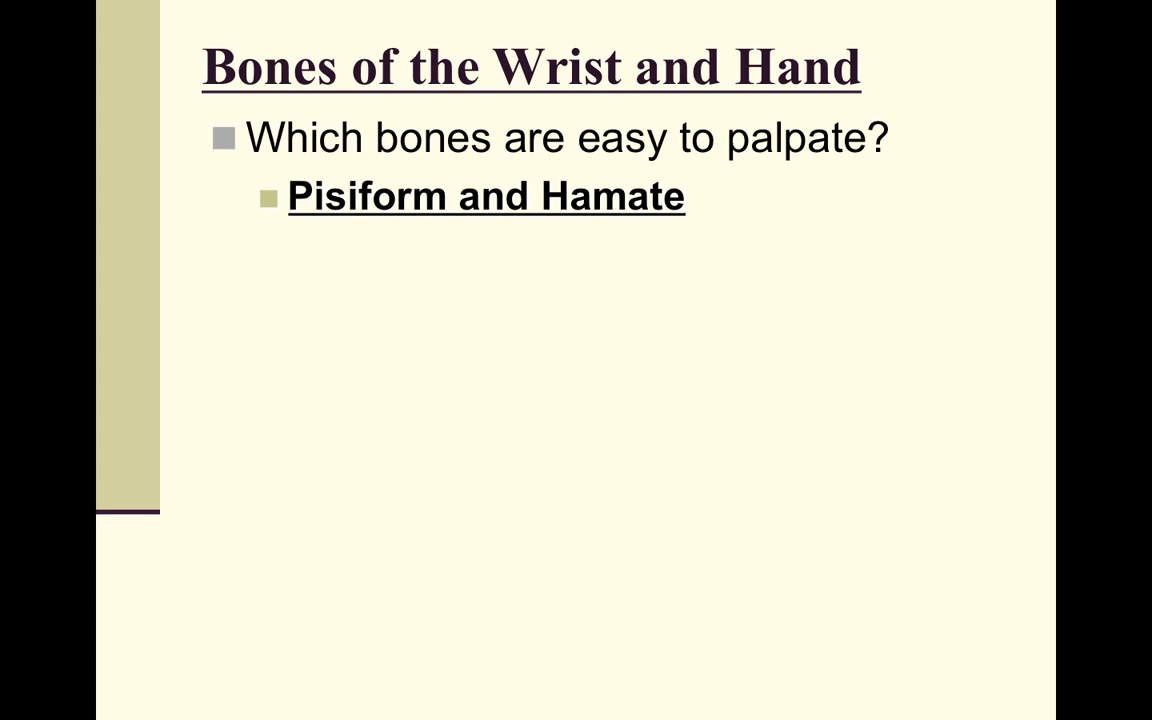 Bones of the Wrist and Hand
Which bones are easy to palpate?
Pisiform and Hamate